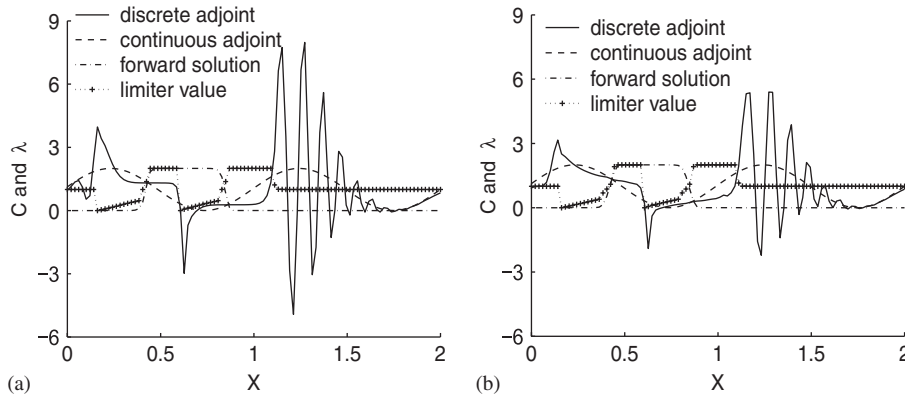 9
6
3
0
−3
−6
C and λ
discrete adjoint
continuous adjoint
forward solution
limiter value
0
0.5
1
1.5
2
X
(a)
9
6
3
0
−3
−6
C and λ
discrete adjoint
continuous adjoint
forward solution
limiter value
0
0.5
1
1.5
2
X
(b)